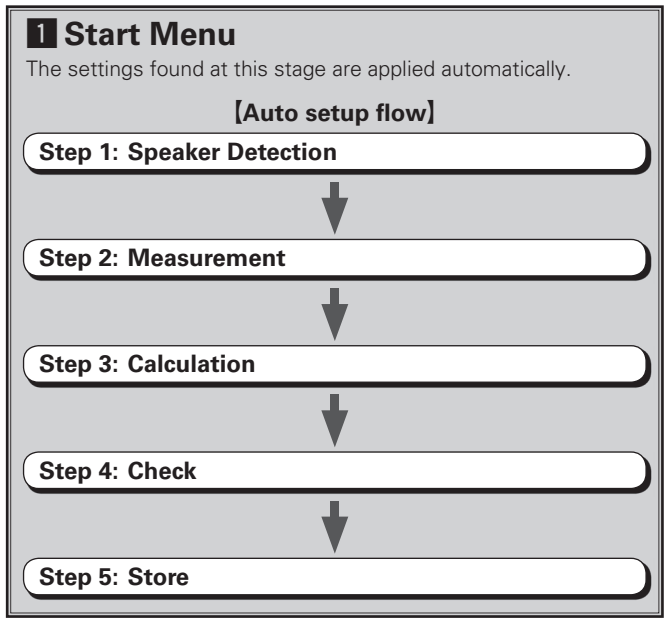 1 Start Menu
The settings found at this stage are applied automatically.
[Auto setup flow]
Step 1: Speaker Detection
Step 2: Measurement
Step 3: Calculation
Step 4: Check
Step 5: Store